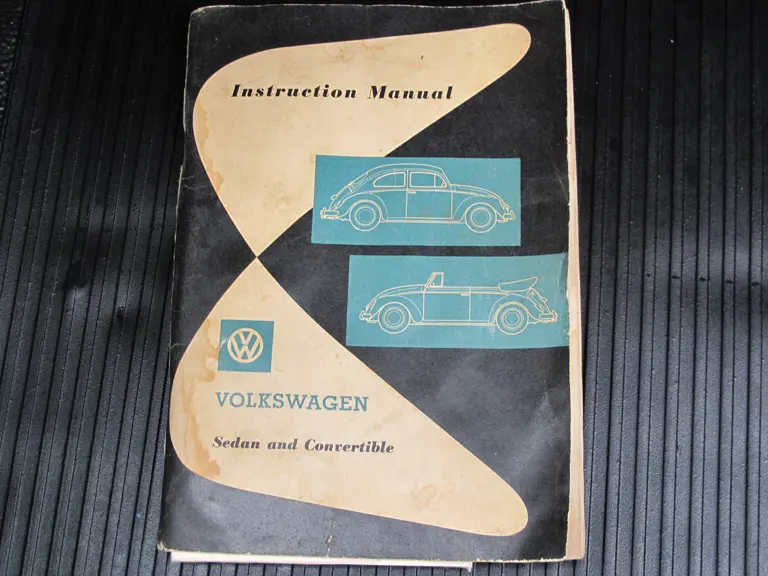 Instruction Manual
VW
VOLKSWAGEN
Sedan and Convertible